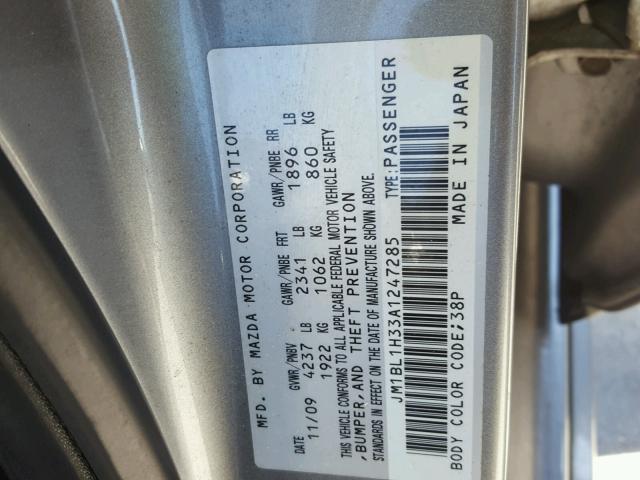 MFD. BY MAZDA MOTOR CORPORATION
DATE GVWR/PNBV GAWR/PNBE FRT GAWR/PNBE RR
11/09 4237 LB 2341 LB 1896 LB
1922 KG 1062 KG 860 KG
THIS VEHICLE CONFORMS TO ALL APPLICABLE FEDERAL MOTOR VEHICLE SAFETY
,BUMPER,AND THEFT PREVENTION
STANDARDS IN EFFECT ON THE DATE OF MANUFACTURE SHOWN ABOVE.
JM1BL1H33A1247285 TYPE:PASSENGER
BODY COLOR CODE;38P MADE IN JAPAN